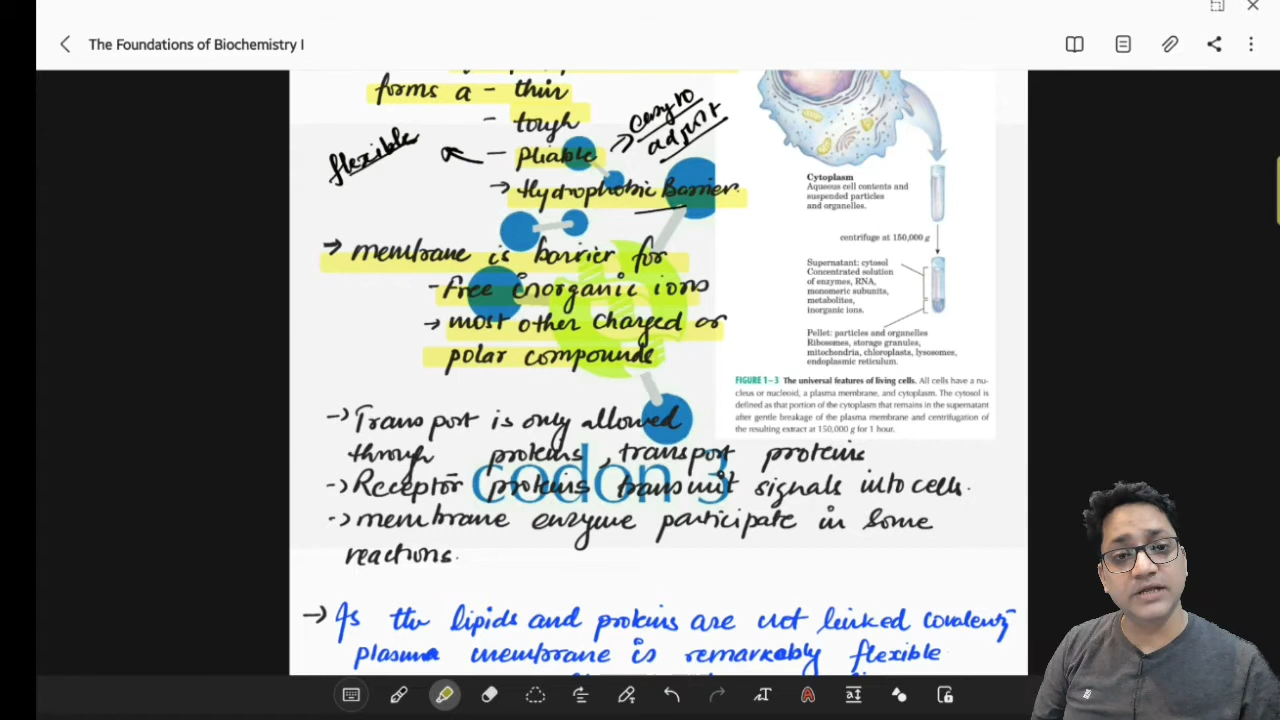 The Foundations of Biochemistry I
forms a - thin
- tough
easy to
adjust
flexible
- pliable
→ Hydrophobic Barrier.
→ membrane is barrier for
- free inorganic ions
→ most other charged or
polar compounds
→ Transport is only allowed
through proteins, transport proteins
→ Receptor proteins transmit signals into cells.
→ membrane enzyme participate in some
reactions.
→ As the lipids and proteins are not linked covalently
plasma membrane is remarkably flexible
codon 3
Cytoplasm
Aqueous cell contents and
suspended particles
and organelles.
centrifuge at 150,000 g
Supernatant: cytosol
Concentrated solution
of enzymes, RNA,
monomeric subunits,
metabolites,
inorganic ions.
Pellet: particles and organelles
Ribosomes, storage granules,
mitochondria, chloroplasts, lysosomes,
endoplasmic reticulum.
FIGURE 1–3 The universal features of living cells. All cells have a nu-
cleus or nucleoid, a plasma membrane, and cytoplasm. The cytosol is
defined as that portion of the cytoplasm that remains in the supernatant
after gentle breakage of the plasma membrane and centrifugation of
the resulting extract at 150,000 g for 1 hour.